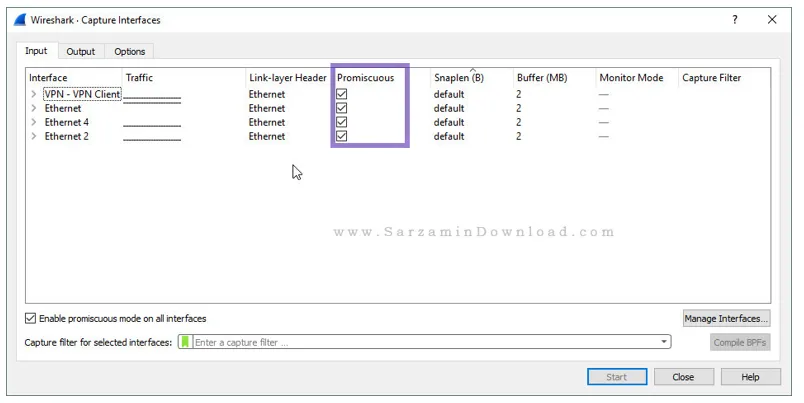 Wireshark · Capture Interfaces
Input Output Options
Interface Traffic Link-layer Header Promiscuous Snaplen (B) Buffer (MB) Monitor Mode Capture Filter
VPN - VPN Client Ethernet default 2 —
Ethernet Ethernet default 2 —
Ethernet 4 Ethernet default 2 —
Ethernet 2 Ethernet default 2 —
www.SarzaminDownload.com
Enable promiscuous mode on all interfaces Manage Interfaces...
Capture filter for selected interfaces: Enter a capture filter ... Compile BPFs
Start Close Help